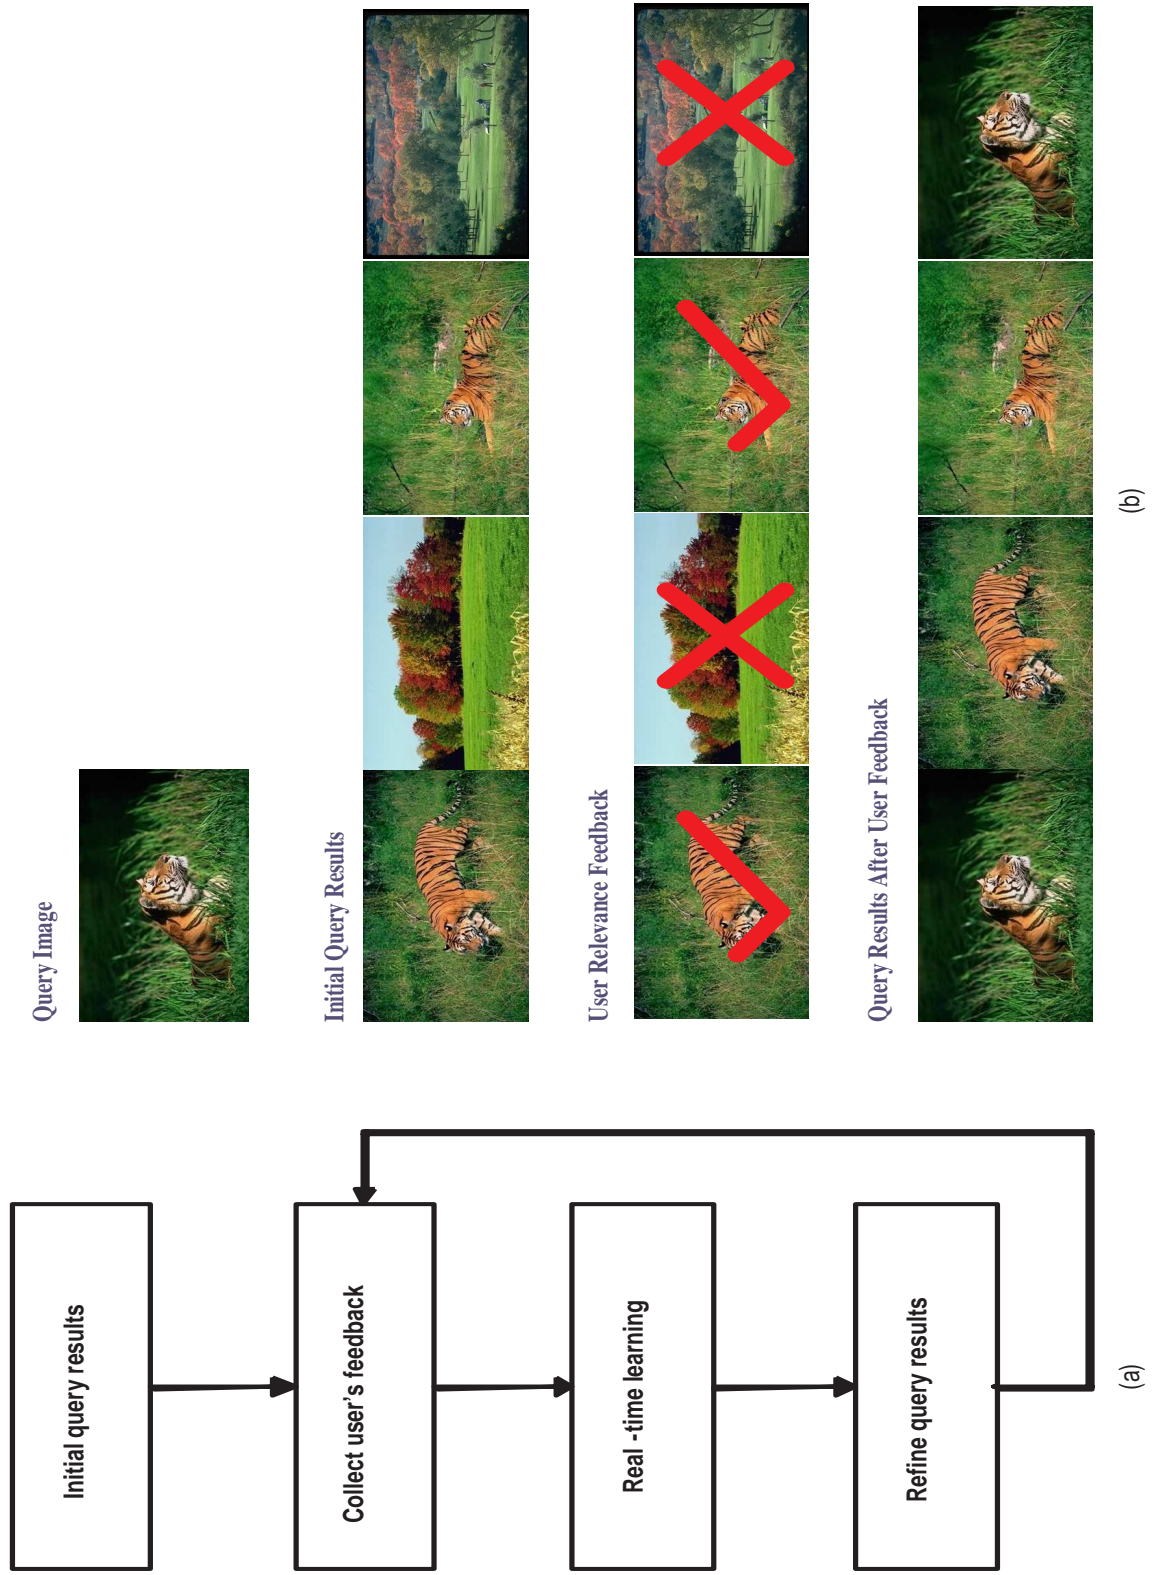 Initial query results
Collect user's feedback
Real -time learning
Refine query results
(a)
Query Image
Initial Query Results
User Relevance Feedback
Query Results After User Feedback
(b)